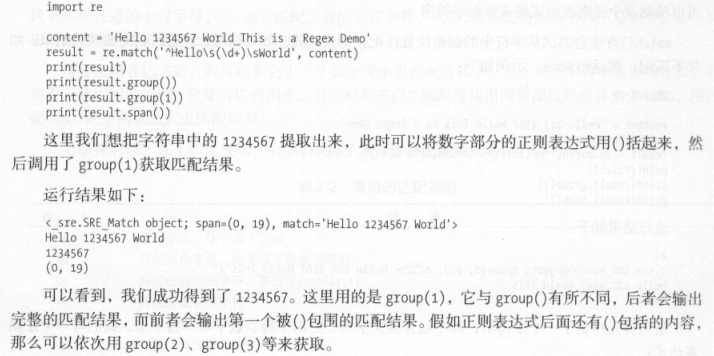 import re
content = 'Hello 1234567 World_This is a Regex Demo'
result = re.match('^Hello\s(\d+)\sWorld', content)
print(result)
print(result.group())
print(result.group(1))
print(result.span())
这里我们想把字符串中的 1234567 提取出来，此时可以将数字部分的正则表达式用()括起来，然
后调用了 group(1)获取匹配结果。
运行结果如下：
<_sre.SRE_Match object; span=(0, 19), match='Hello 1234567 World'>
Hello 1234567 World
1234567
(0, 19)
可以看到，我们成功得到了 1234567。这里用的是 group(1)，它与 group()有所不同，后者会输出
完整的匹配结果，而前者会输出第一个被()包围的匹配结果。假如正则表达式后面还有()包括的内容，
那么可以依次用 group(2)、group(3)等来获取。